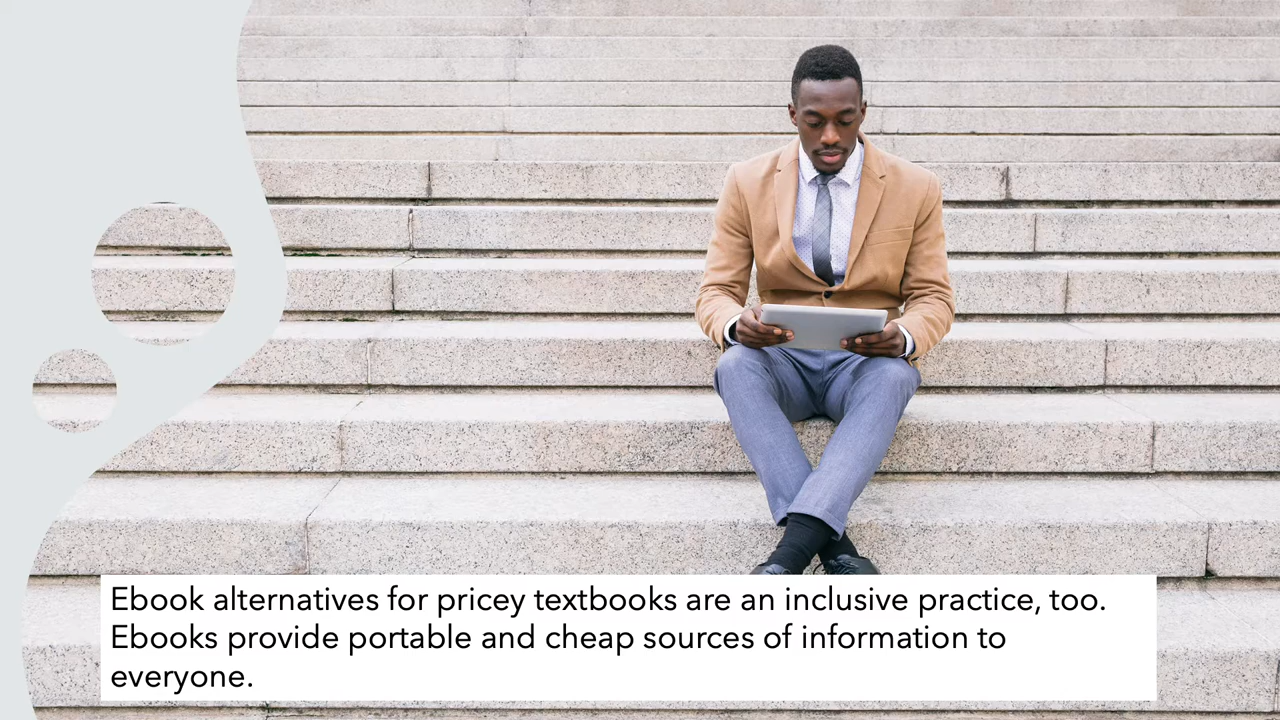 Ebook alternatives for pricey textbooks are an inclusive practice, too.
Ebooks provide portable and cheap sources of information to
everyone.